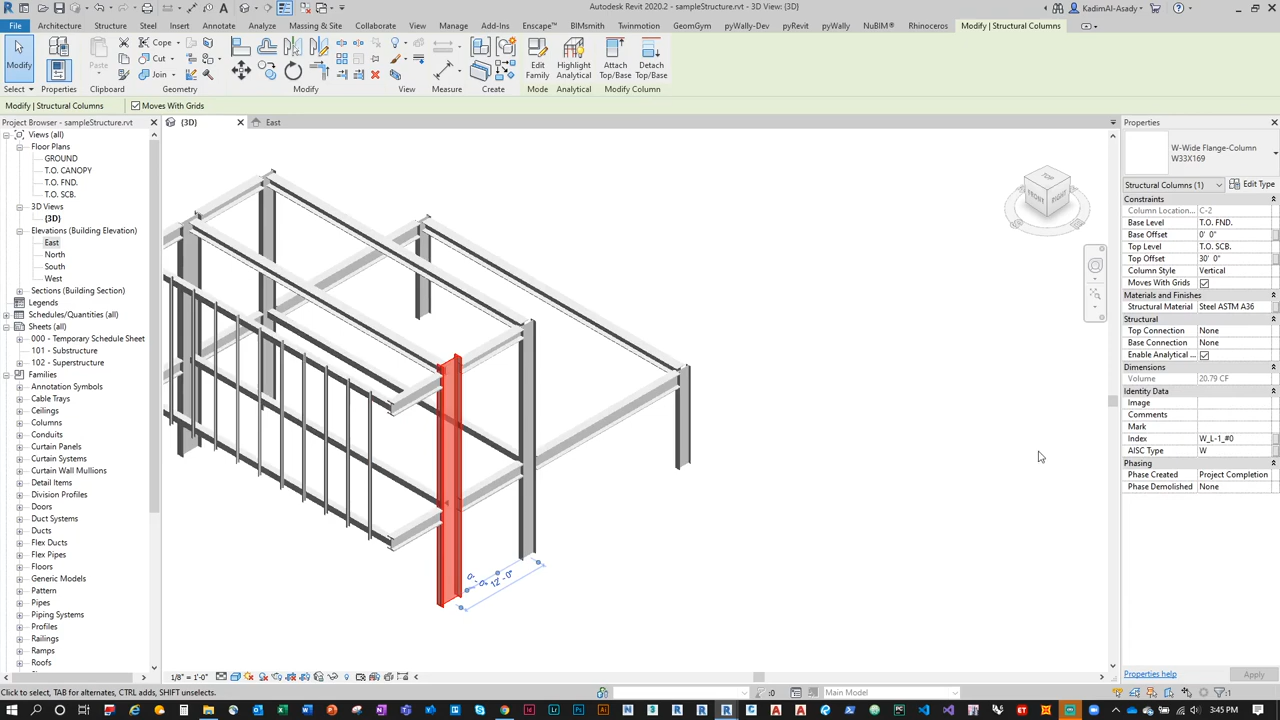 Autodesk Revit 2020.2 - sampleStructure.rvt - 3D View: {3D}
KadimAl-Asady
File Architecture Structure Steel Insert Annotate Analyze Massing & Site Collaborate View Manage Add-Ins Enscape™ BIMsmith Twinmotion GeomGym pyWally-Dev pyRevit pyWally NuBIM™ Rhinoceros Modify | Structural Columns
Cope
Cut
Join
Modify
Paste
Edit Family
Highlight Analytical
Attach Top/Base
Detach Top/Base
Select Properties Clipboard Geometry Modify View Measure Create Mode Analytical Modify Column
Modify | Structural Columns Moves With Grids
Project Browser - sampleStructure.rvt
{3D}
East
Views (all)
Floor Plans
GROUND
T.O. CANOPY
T.O. FND.
T.O. SCB.
3D Views
{3D}
Elevations (Building Elevation)
East
North
South
West
Sections (Building Section)
Legends
Schedules/Quantities (all)
Sheets (all)
000 - Temporary Schedule Sheet
101 - Substructure
102 - Superstructure
Families
Annotation Symbols
Cable Trays
Ceilings
Columns
Conduits
Curtain Panels
Curtain Systems
Curtain Wall Mullions
Detail Items
Division Profiles
Doors
Duct Systems
Ducts
Flex Ducts
Flex Pipes
Floors
Generic Models
Pattern
Pipes
Piping Systems
Profiles
Railings
Ramps
Roofs
TOP
FRONT
RIGHT
12' - 0"
Properties
W-Wide Flange-Column
W33X169
Structural Columns (1) Edit Type
Constraints
Column Location... C-2
Base Level T.O. FND.
Base Offset 0' 0"
Top Level T.O. SCB.
Top Offset 30' 0"
Column Style Vertical
Moves With Grids
Materials and Finishes
Structural Material Steel ASTM A36
Structural
Top Connection None
Base Connection None
Enable Analytical ...
Dimensions
Volume 20.79 CF
Identity Data
Image
Comments
Mark
Index W_L-1_#0
AISC Type W
Phasing
Phase Created Project Completion
Phase Demolished None
Properties help Apply
1/8" = 1'-0"
Click to select, TAB for alternates, CTRL adds, SHIFT unselects.
:0
Main Model
:1
3:45 PM